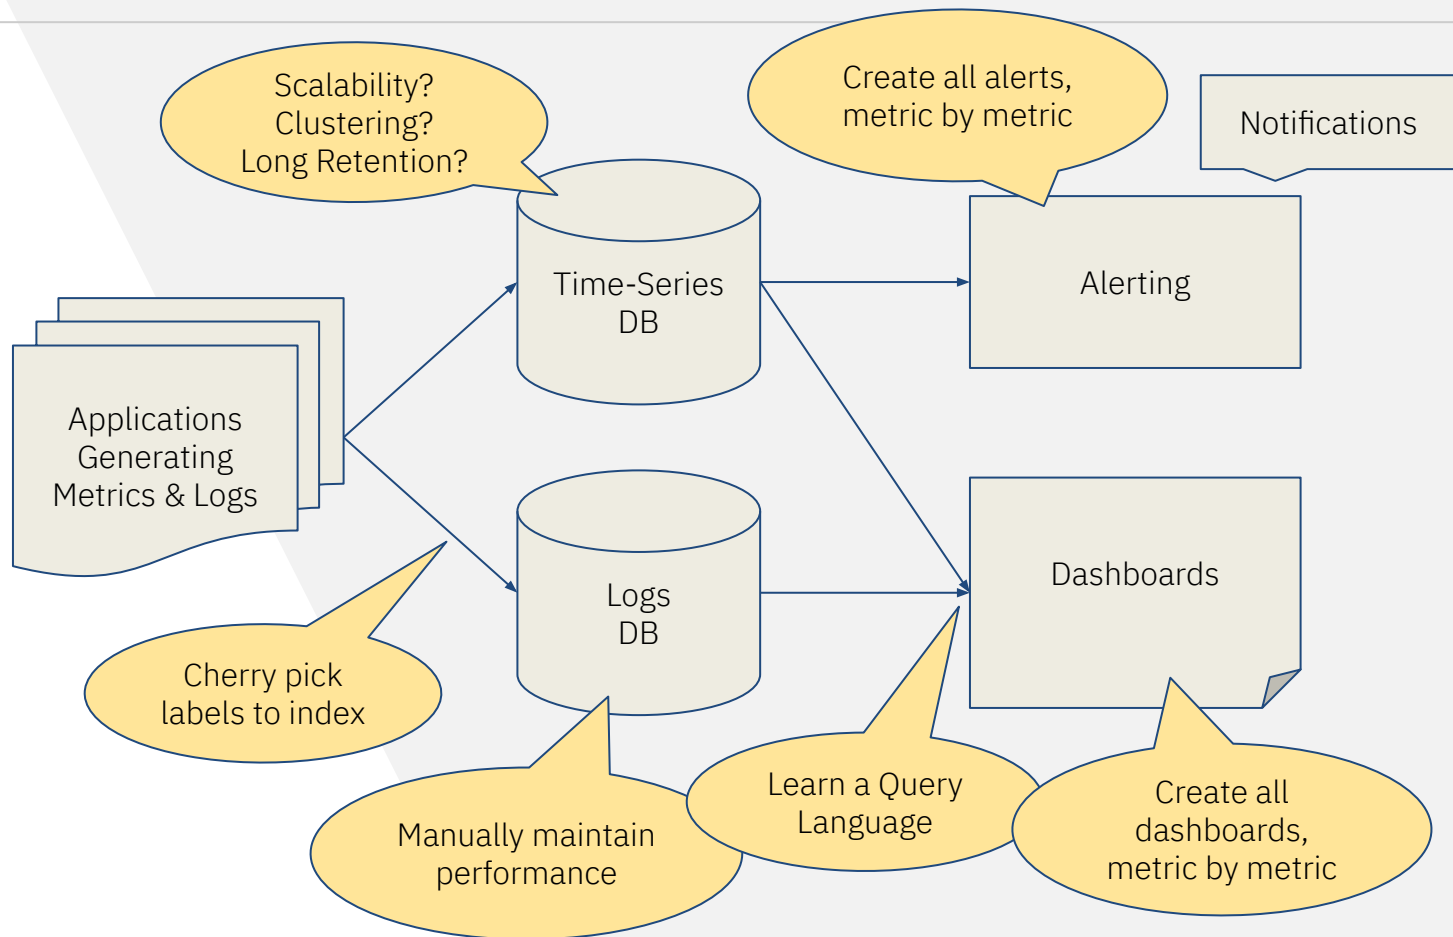 Scalability?
Clustering?
Long Retention?
Create all alerts,
metric by metric
Notifications
Time-Series
DB
Alerting
Applications
Generating
Metrics & Logs
Logs
DB
Dashboards
Cherry pick
labels to index
Manually maintain
performance
Learn a Query
Language
Create all
dashboards,
metric by metric